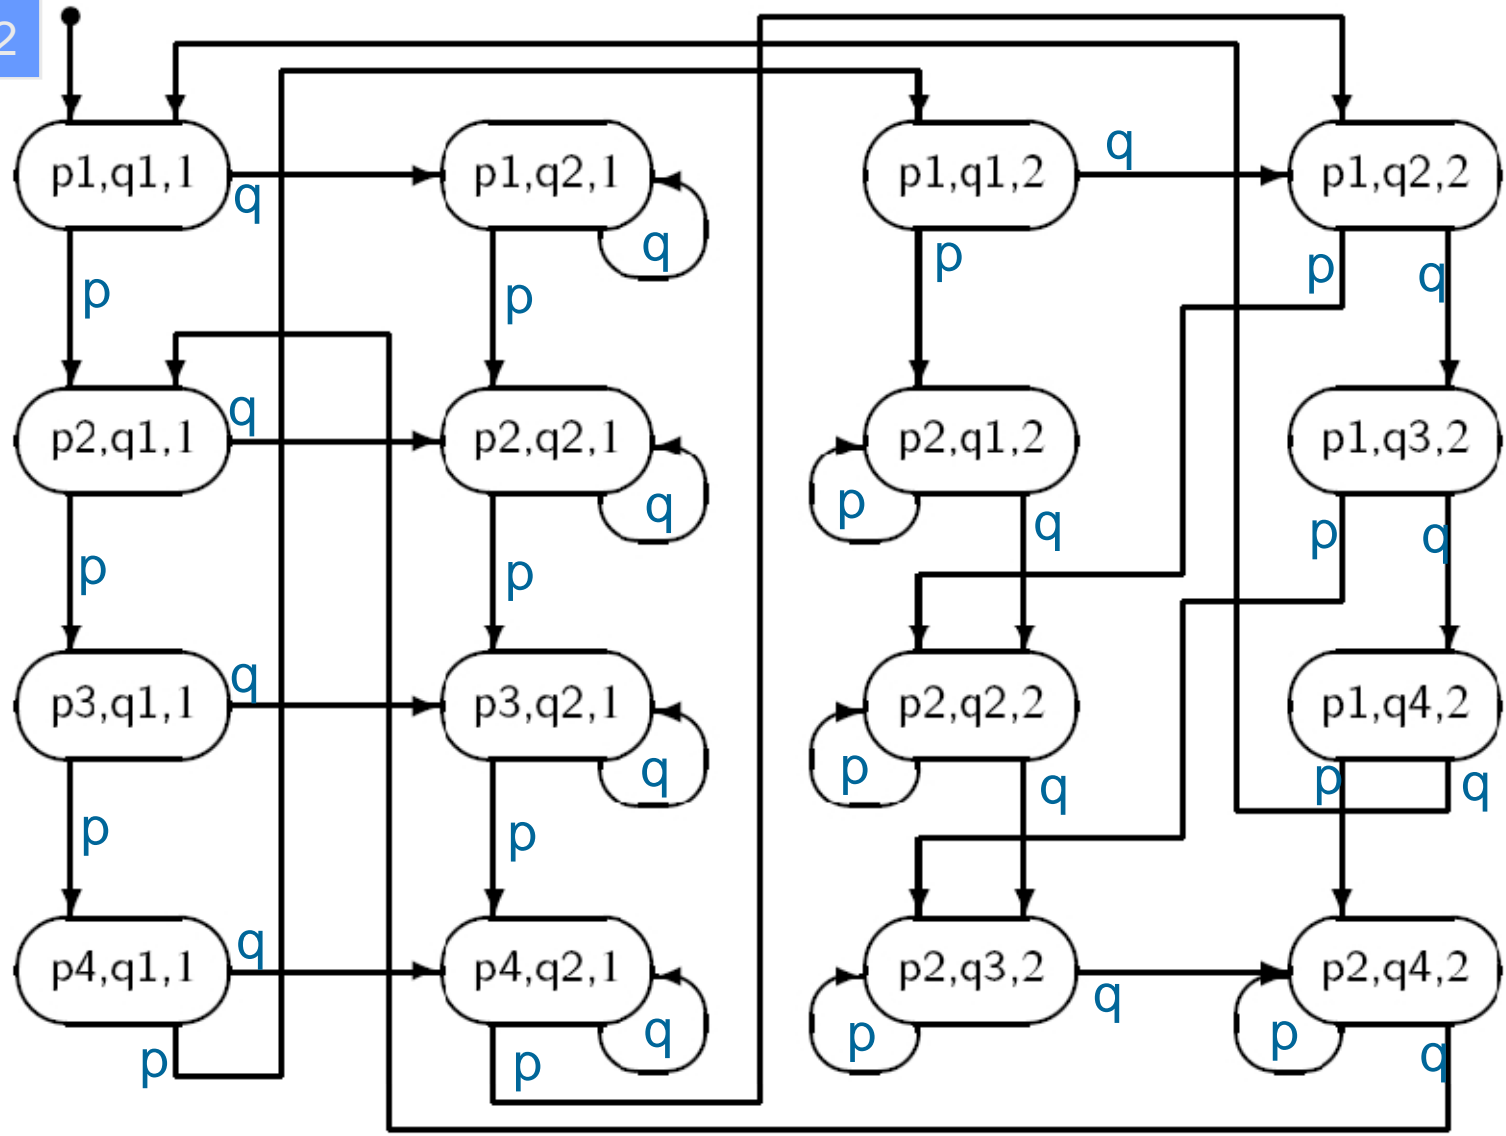 2
p1,q1,1
q
p1,q2,1
q
p1,q1,2
q
p1,q2,2
p
p
p
p
q
p2,q1,1
q
p2,q2,1
q
p2,q1,2
p
q
p1,q3,2
p
q
p
p
p3,q1,1
q
p3,q2,1
q
p2,q2,2
p
q
p1,q4,2
p
q
p
p
p4,q1,1
q
p4,q2,1
q
p2,q3,2
p
q
p2,q4,2
p
q
p
p